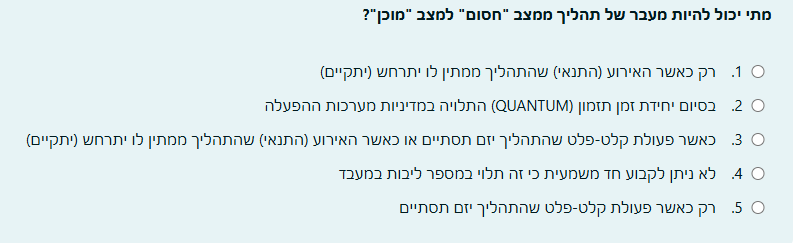 מתי יכול להיות מעבר של תהליך ממצב "חסום" למצב "מוכן"?
1. רק כאשר האירוע (התנאי) שהתהליך ממתין לו יתרחש (יתקיים)
2. בסיום יחידת זמן תזמון (QUANTUM) התלויה במדיניות מערכות ההפעלה
3. כאשר פעולת קלט-פלט שהתהליך יזם תסתיים או כאשר האירוע (התנאי) שהתהליך ממתין לו יתרחש (יתקיים)
4. לא ניתן לקבוע חד משמעית כי זה תלוי במספר ליבות במעבד
5. רק כאשר פעולת קלט-פלט שהתהליך יזם תסתיים